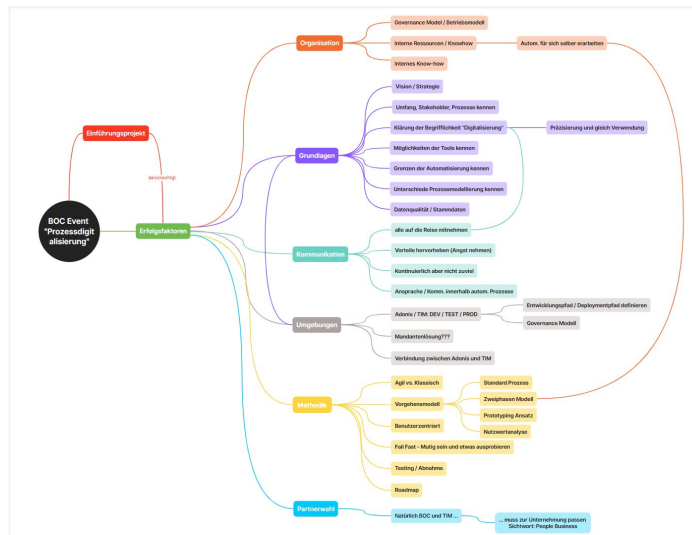 Governance Model / Betriebsmodell
Organisation
Interne Ressourcen / Knowhow
Autom. für sich selber erarbeiten
Internes Know-how
Vision / Strategie
Umfang, Stakeholder, Prozesse kennen
Einführungsprojekt
Klärung der Begrifflichkeit "Digitalisierung"
Präzisierung und gleich Verwendung
Möglichkeiten der Tools kennen
Grundlagen
Grenzen der Automatisierung kennen
Unterschiede Prozessmodellierung kennen
Datenqualität / Stammdaten
BOC Event
"Prozessdigit
alisierung"
Erfolgsfaktoren
alle auf die Reise mitnehmen
Vorteile hervorheben (Angst nehmen)
Kommunikation
Kontinuierlich aber nicht zuviel
Ansprache / Komm. innerhalb autom. Prozesse
Entwicklungspfad / Deploymentpfad definieren
Adonis / TIM: DEV / TEST / PROD
Governance Modell
Umgebungen
Mandantenlösung???
Verbindung zwischen Adonis und TIM
Agil vs. Klassisch
Standard Prozess
Zweiphasen Modell
Methodik
Vorgehensmodell
Prototyping Ansatz
Benutzerzentriert
Nutzwertanalyse
Fail Fast - Mutig sein und etwas ausprobieren
Testing / Abnahme
Roadmap
Partnerwahl
Natürlich BOC und TIM ...
... muss zur Unternehmung passen
Sichtwort: People Business